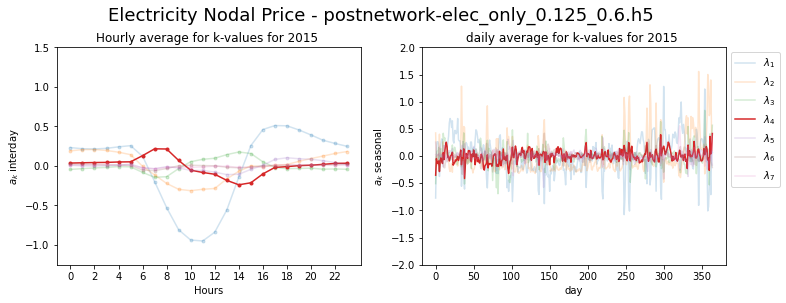 Electricity Nodal Price - postnetwork-elec_only_0.125_0.6.h5
Hourly average for k-values for 2015
1.5
1.0
0.5
0.0
−0.5
−1.0
a_k interday
0 2 4 6 8 10 12 14 16 18 20 22
Hours
daily average for k-values for 2015
2.0
1.5
1.0
0.5
0.0
−0.5
−1.0
−1.5
−2.0
a_k seasonal
0 50 100 150 200 250 300 350
day
λ₁
λ₂
λ₃
λ₄
λ₅
λ₆
λ₇